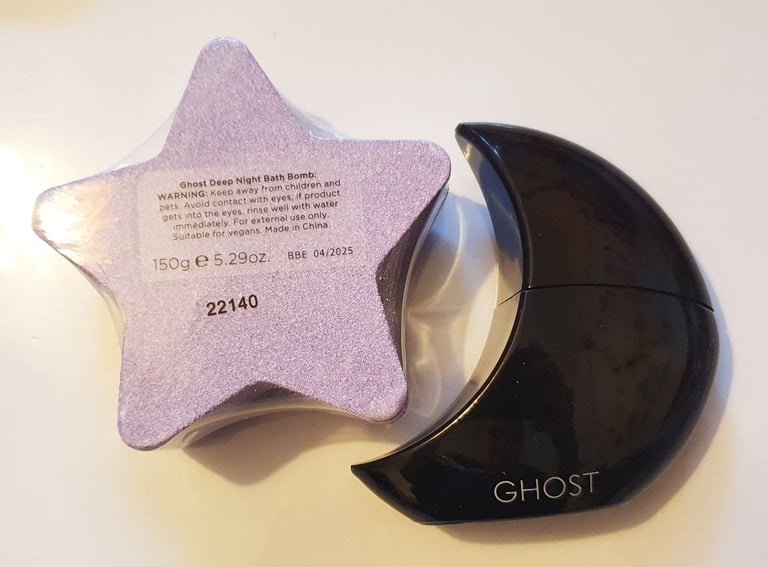 Ghost Deep Night Bath Bomb:
WARNING: Keep away from children and
pets. Avoid contact with eyes; if product
gets into the eyes, rinse well with water
immediately. For external use only.
Suitable for vegans. Made in China.
150g e 5.29oz. BBE 04/2025
22140
GHOST